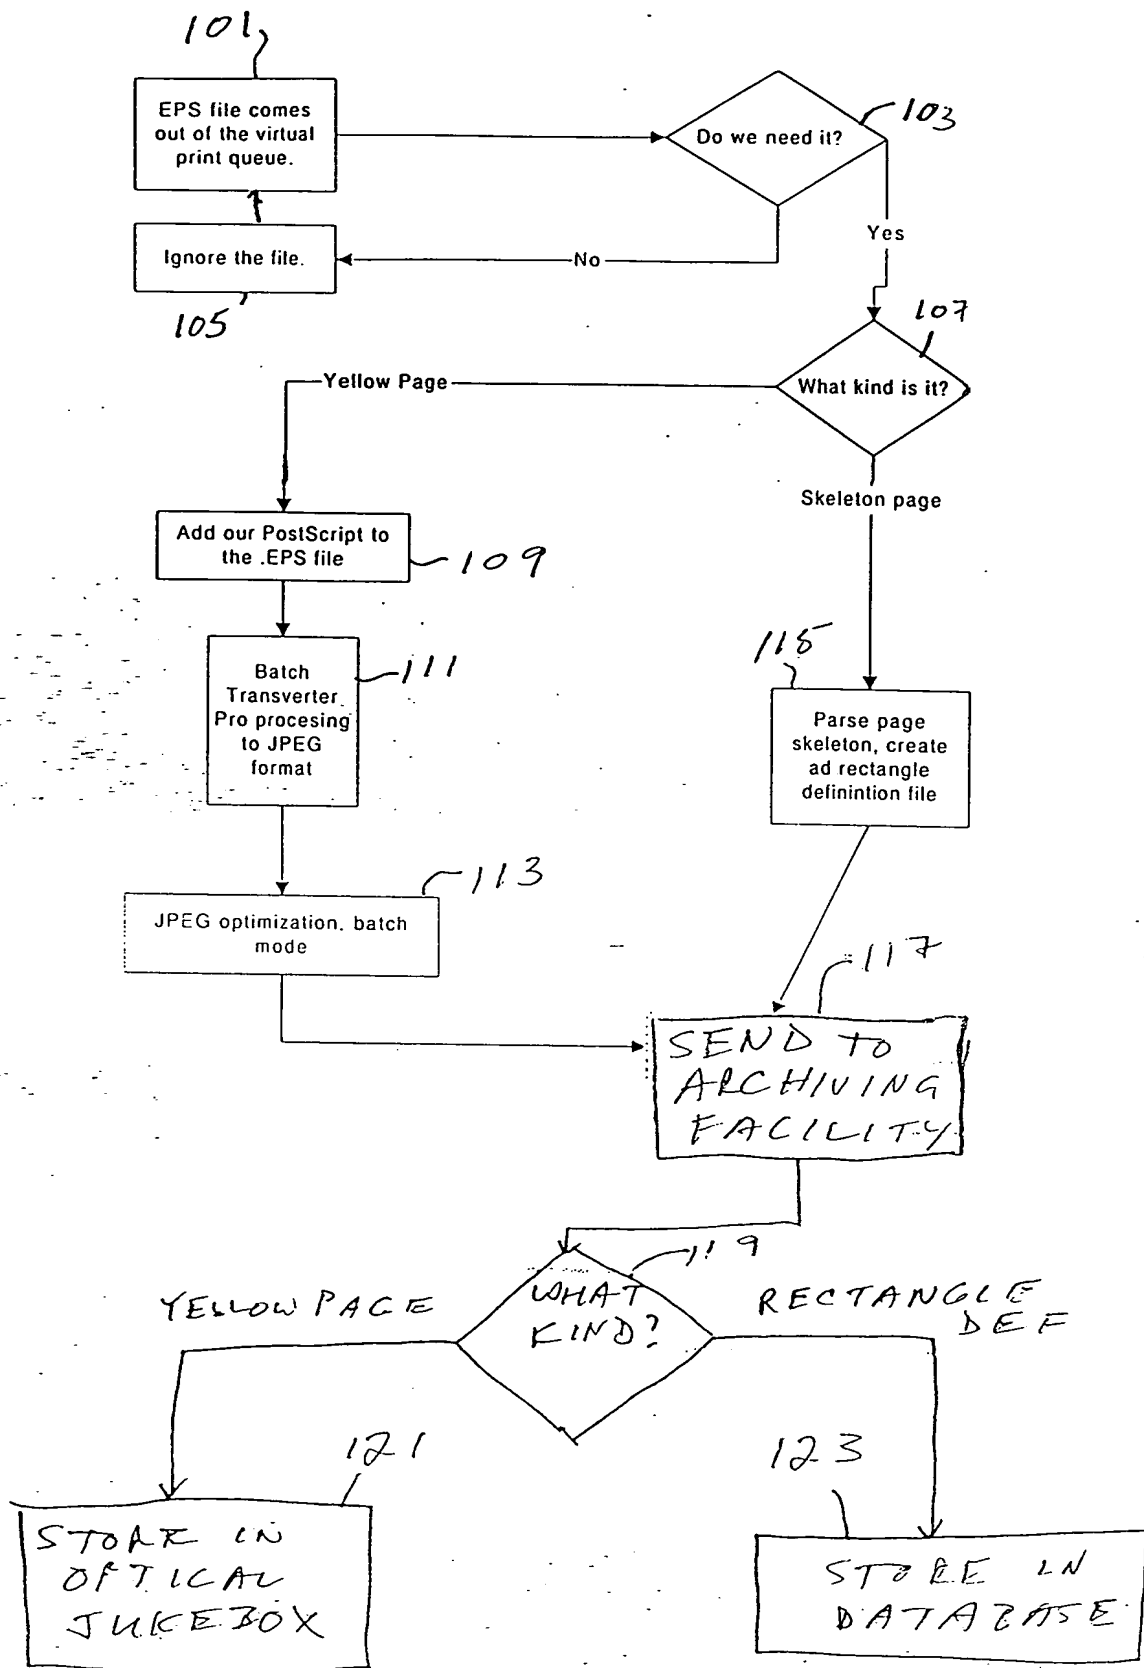 101
EPS file comes
out of the virtual
print queue.
Do we need it?
103
Ignore the file.
No
Yes
105
107
What kind is it?
Yellow Page
Skeleton page
Add our PostScript to
the .EPS file
109
Batch
Transverter
Pro procesing
to JPEG
format
111
115
Parse page
skeleton, create
ad rectangle
definintion file
113
JPEG optimization, batch
mode
117
SEND TO
ARCHIVING
FACILITY
119
WHAT
KIND?
YELLOW PAGE
RECTANGLE
DEF
121
STORE IN
OPTICAL
JUKEBOX
123
STORE IN
DATABASE